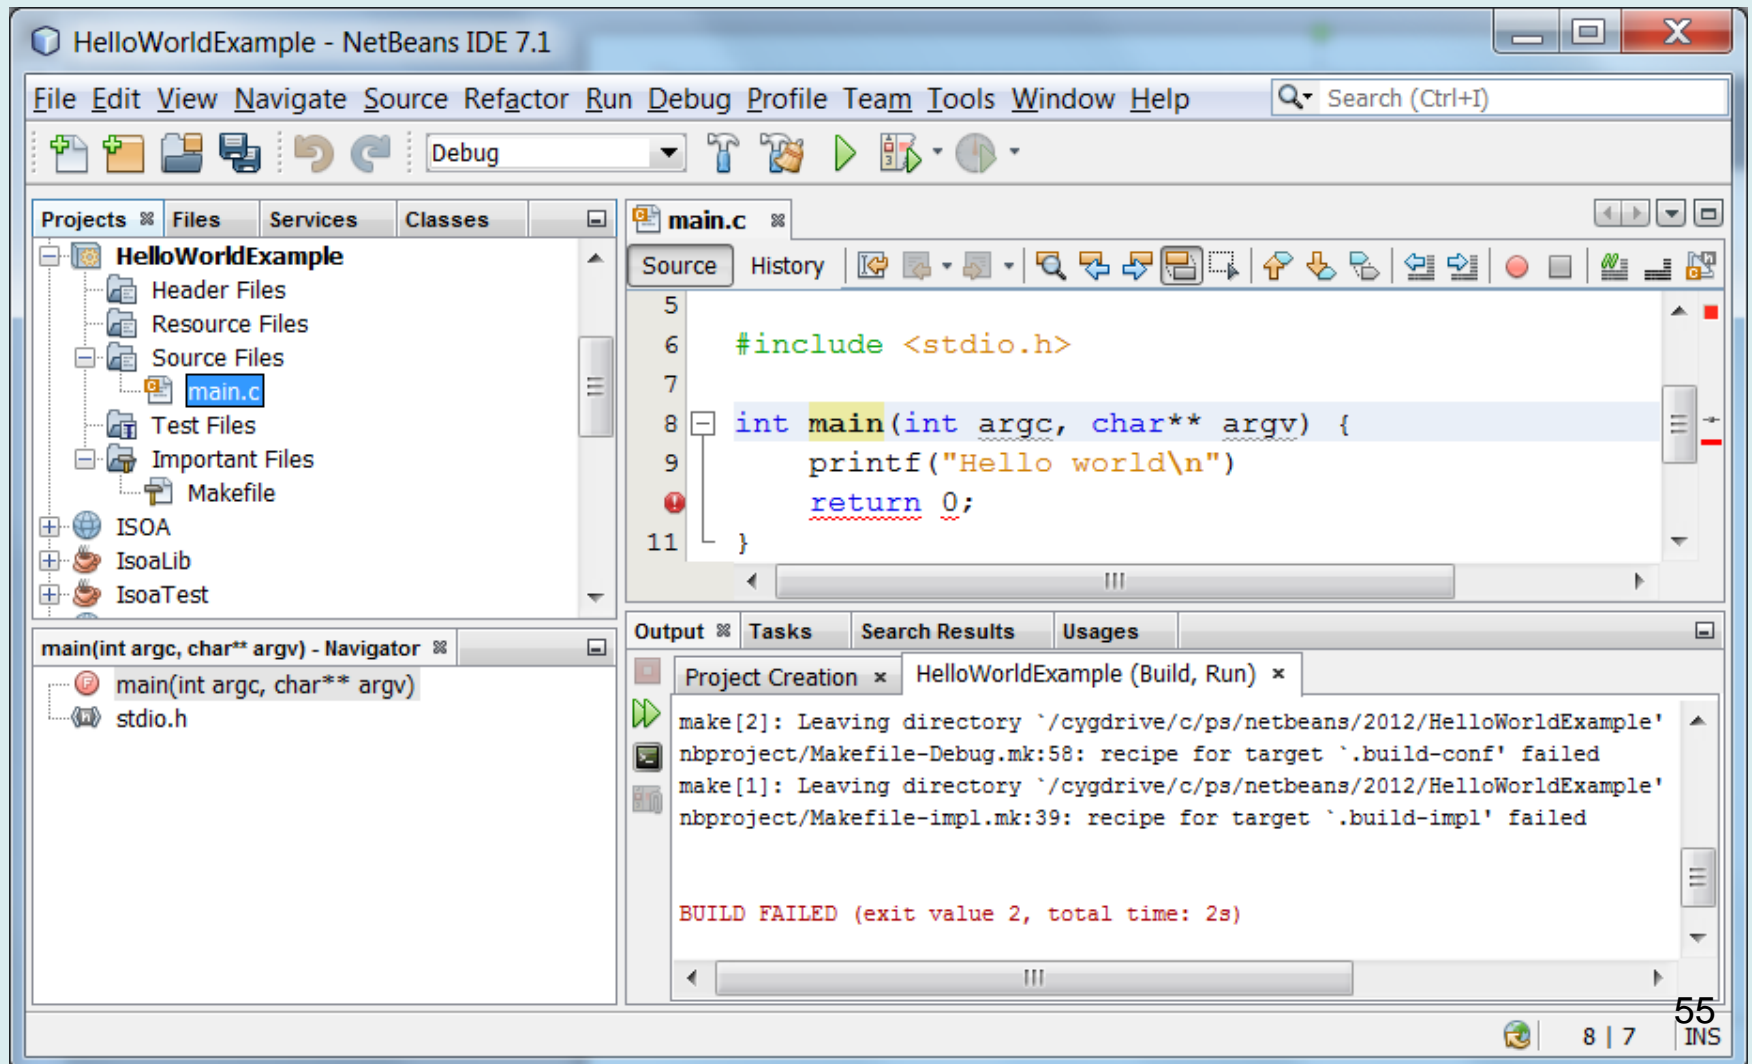 HelloWorldExample - NetBeans IDE 7.1
File Edit View Navigate Source Refactor Run Debug Profile Team Tools Window Help
Search (Ctrl+I)
Debug
Projects Files Services Classes
HelloWorldExample
Header Files
Resource Files
Source Files
main.c
Test Files
Important Files
Makefile
ISOA
IsoaLib
IsoaTest
main(int argc, char** argv) - Navigator
main(int argc, char** argv)
stdio.h
main.c
Source History
5
6 #include <stdio.h>
7
8 int main(int argc, char** argv) {
9 printf("Hello world\n")
return 0;
11 }
Output Tasks Search Results Usages
Project Creation HelloWorldExample (Build, Run)
make[2]: Leaving directory `/cygdrive/c/ps/netbeans/2012/HelloWorldExample'
nbproject/Makefile-Debug.mk:58: recipe for target `.build-conf' failed
make[1]: Leaving directory `/cygdrive/c/ps/netbeans/2012/HelloWorldExample'
nbproject/Makefile-impl.mk:39: recipe for target `.build-impl' failed
BUILD FAILED (exit value 2, total time: 2s)
55
8 | 7 INS